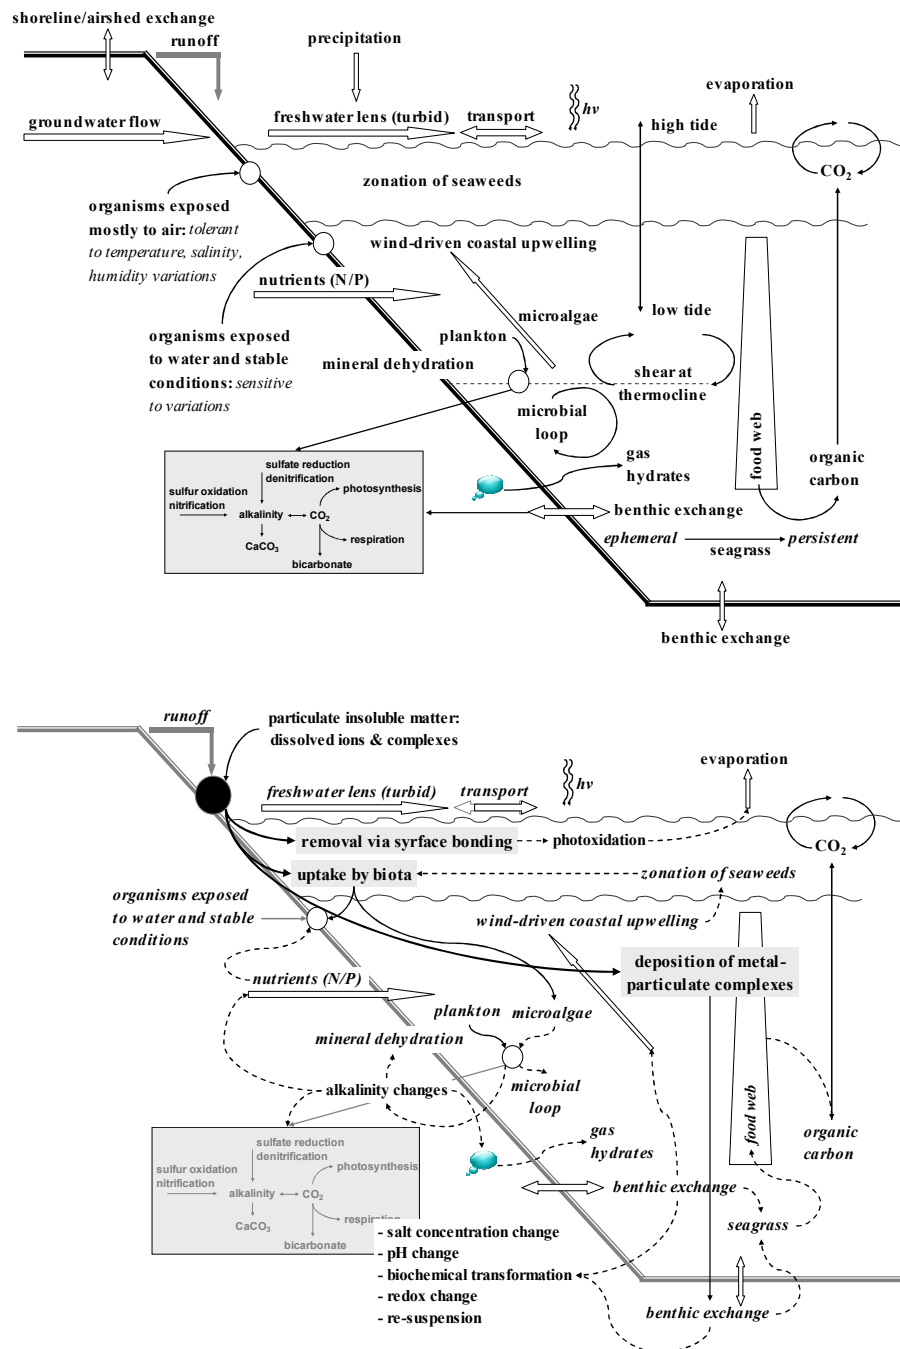 shoreline/airshed exchange
runoff
precipitation
evaporation
groundwater flow
freshwater lens (turbid)
transport
hν
high tide
CO2
zonation of seaweeds
organisms exposed
mostly to air: tolerant
to temperature, salinity,
humidity variations
wind-driven coastal upwelling
nutrients (N/P)
microalgae
low tide
organisms exposed
to water and stable
conditions: sensitive
to variations
plankton
mineral dehydration
shear at
thermocline
microbial
loop
food web
gas
hydrates
organic
carbon
sulfate reduction
denitrification
photosynthesis
sulfur oxidation
nitrification
alkalinity
CO2
respiration
CaCO3
bicarbonate
benthic exchange
ephemeral
seagrass
persistent
benthic exchange
runoff
particulate insoluble matter:
dissolved ions & complexes
evaporation
freshwater lens (turbid)
transport
hν
CO2
removal via syrface bonding
photoxidation
uptake by biota
zonation of seaweeds
organisms exposed
to water and stable
conditions
wind-driven coastal upwelling
deposition of metal-
particulate complexes
nutrients (N/P)
plankton
microalgae
mineral dehydration
alkalinity changes
microbial
loop
food web
gas
hydrates
organic
carbon
sulfate reduction
denitrification
photosynthesis
sulfur oxidation
nitrification
alkalinity
CO2
CaCO3
respiration
bicarbonate
benthic exchange
seagrass
- salt concentration change
- pH change
- biochemical transformation
- redox change
- re-suspension
benthic exchange